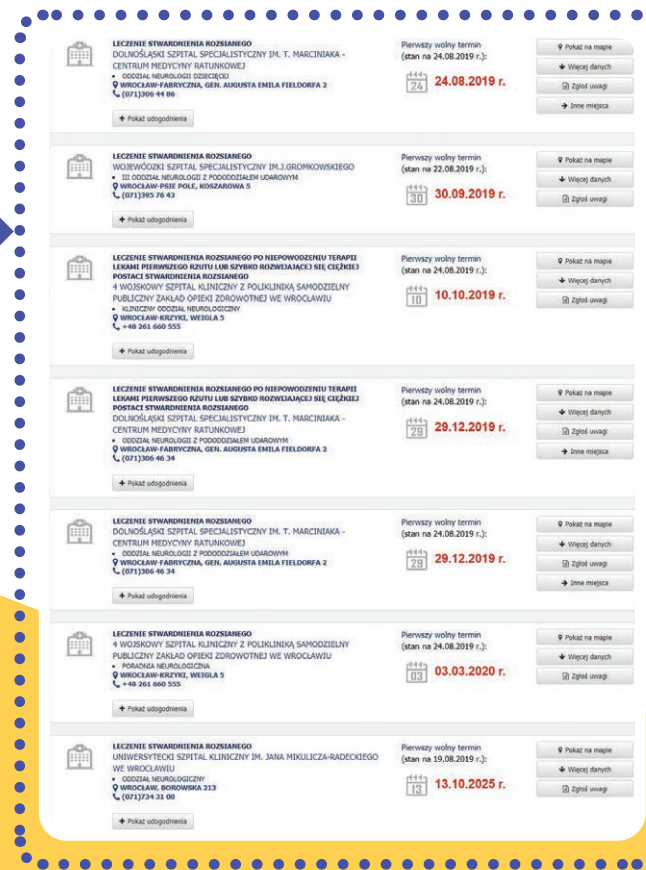 LECZENIE STWARDNIENIA ROZSIANEGO
DOLNOŚLĄSKI SZPITAL SPECJALISTYCZNY IM. T. MARCINIAKA -
CENTRUM MEDYCYNY RATUNKOWEJ
• ODDZIAŁ NEUROLOGII DZIECIĘCEJ
WROCŁAW-FABRYCZNA, GEN. AUGUSTA EMILA FIELDORFA 2
(071)306 44 86
+ Pokaż udogodnienia
Pierwszy wolny termin
(stan na 24.08.2019 r.):
24
24.08.2019 r.
Pokaż na mapie
Więcej danych
Zgłoś uwagi
Inne miejsca
LECZENIE STWARDNIENIA ROZSIANEGO
WOJEWÓDZKI SZPITAL SPECJALISTYCZNY IM.J.GROMKOWSKIEGO
• III ODDZIAŁ NEUROLOGII Z PODODDZIAŁEM UDAROWYM
WROCŁAW-PSIE POLE, KOSZAROWA 5
(071)395 76 43
+ Pokaż udogodnienia
Pierwszy wolny termin
(stan na 22.08.2019 r.):
30
30.09.2019 r.
Pokaż na mapie
Więcej danych
Zgłoś uwagi
LECZENIE STWARDNIENIA ROZSIANEGO PO NIEPOWODZENIU TERAPII
LEKAMI PIERWSZEGO RZUTU LUB SZYBKO ROZWIJAJĄCEJ SIĘ CIĘŻKIEJ
POSTACI STWARDNIENIA ROZSIANEGO
4 WOJSKOWY SZPITAL KLINICZNY Z POLIKLINIKĄ SAMODZIELNY
PUBLICZNY ZAKŁAD OPIEKI ZDROWOTNEJ WE WROCŁAWIU
• KLINICZNY ODDZIAŁ NEUROLOGICZNY
WROCŁAW-KRZYKI, WEIGLA 5
+48 261 660 555
+ Pokaż udogodnienia
Pierwszy wolny termin
(stan na 24.08.2019 r.):
10
10.10.2019 r.
Pokaż na mapie
Więcej danych
Zgłoś uwagi
LECZENIE STWARDNIENIA ROZSIANEGO PO NIEPOWODZENIU TERAPII
LEKAMI PIERWSZEGO RZUTU LUB SZYBKO ROZWIJAJĄCEJ SIĘ CIĘŻKIEJ
POSTACI STWARDNIENIA ROZSIANEGO
DOLNOŚLĄSKI SZPITAL SPECJALISTYCZNY IM. T. MARCINIAKA -
CENTRUM MEDYCYNY RATUNKOWEJ
• ODDZIAŁ NEUROLOGII Z PODODDZIAŁEM UDAROWYM
WROCŁAW-FABRYCZNA, GEN. AUGUSTA EMILA FIELDORFA 2
(071)306 46 34
+ Pokaż udogodnienia
Pierwszy wolny termin
(stan na 24.08.2019 r.):
29
29.12.2019 r.
Pokaż na mapie
Więcej danych
Zgłoś uwagi
Inne miejsca
LECZENIE STWARDNIENIA ROZSIANEGO
DOLNOŚLĄSKI SZPITAL SPECJALISTYCZNY IM. T. MARCINIAKA -
CENTRUM MEDYCYNY RATUNKOWEJ
• ODDZIAŁ NEUROLOGII Z PODODDZIAŁEM UDAROWYM
WROCŁAW-FABRYCZNA, GEN. AUGUSTA EMILA FIELDORFA 2
(071)306 46 34
+ Pokaż udogodnienia
Pierwszy wolny termin
(stan na 24.08.2019 r.):
29
29.12.2019 r.
Pokaż na mapie
Więcej danych
Zgłoś uwagi
Inne miejsca
LECZENIE STWARDNIENIA ROZSIANEGO
4 WOJSKOWY SZPITAL KLINICZNY Z POLIKLINIKĄ SAMODZIELNY
PUBLICZNY ZAKŁAD OPIEKI ZDROWOTNEJ WE WROCŁAWIU
• PORADNIA NEUROLOGICZNA
WROCŁAW-KRZYKI, WEIGLA 5
+48 261 660 555
+ Pokaż udogodnienia
Pierwszy wolny termin
(stan na 24.08.2019 r.):
03
03.03.2020 r.
Pokaż na mapie
Więcej danych
Zgłoś uwagi
LECZENIE STWARDNIENIA ROZSIANEGO
UNIWERSYTECKI SZPITAL KLINICZNY IM. JANA MIKULICZA-RADECKIEGO
WE WROCŁAWIU
• ODDZIAŁ NEUROLOGICZNY
WROCŁAW, BOROWSKA 213
(071)734 31 00
+ Pokaż udogodnienia
Pierwszy wolny termin
(stan na 19.08.2019 r.):
13
13.10.2025 r.
Pokaż na mapie
Więcej danych
Zgłoś uwagi